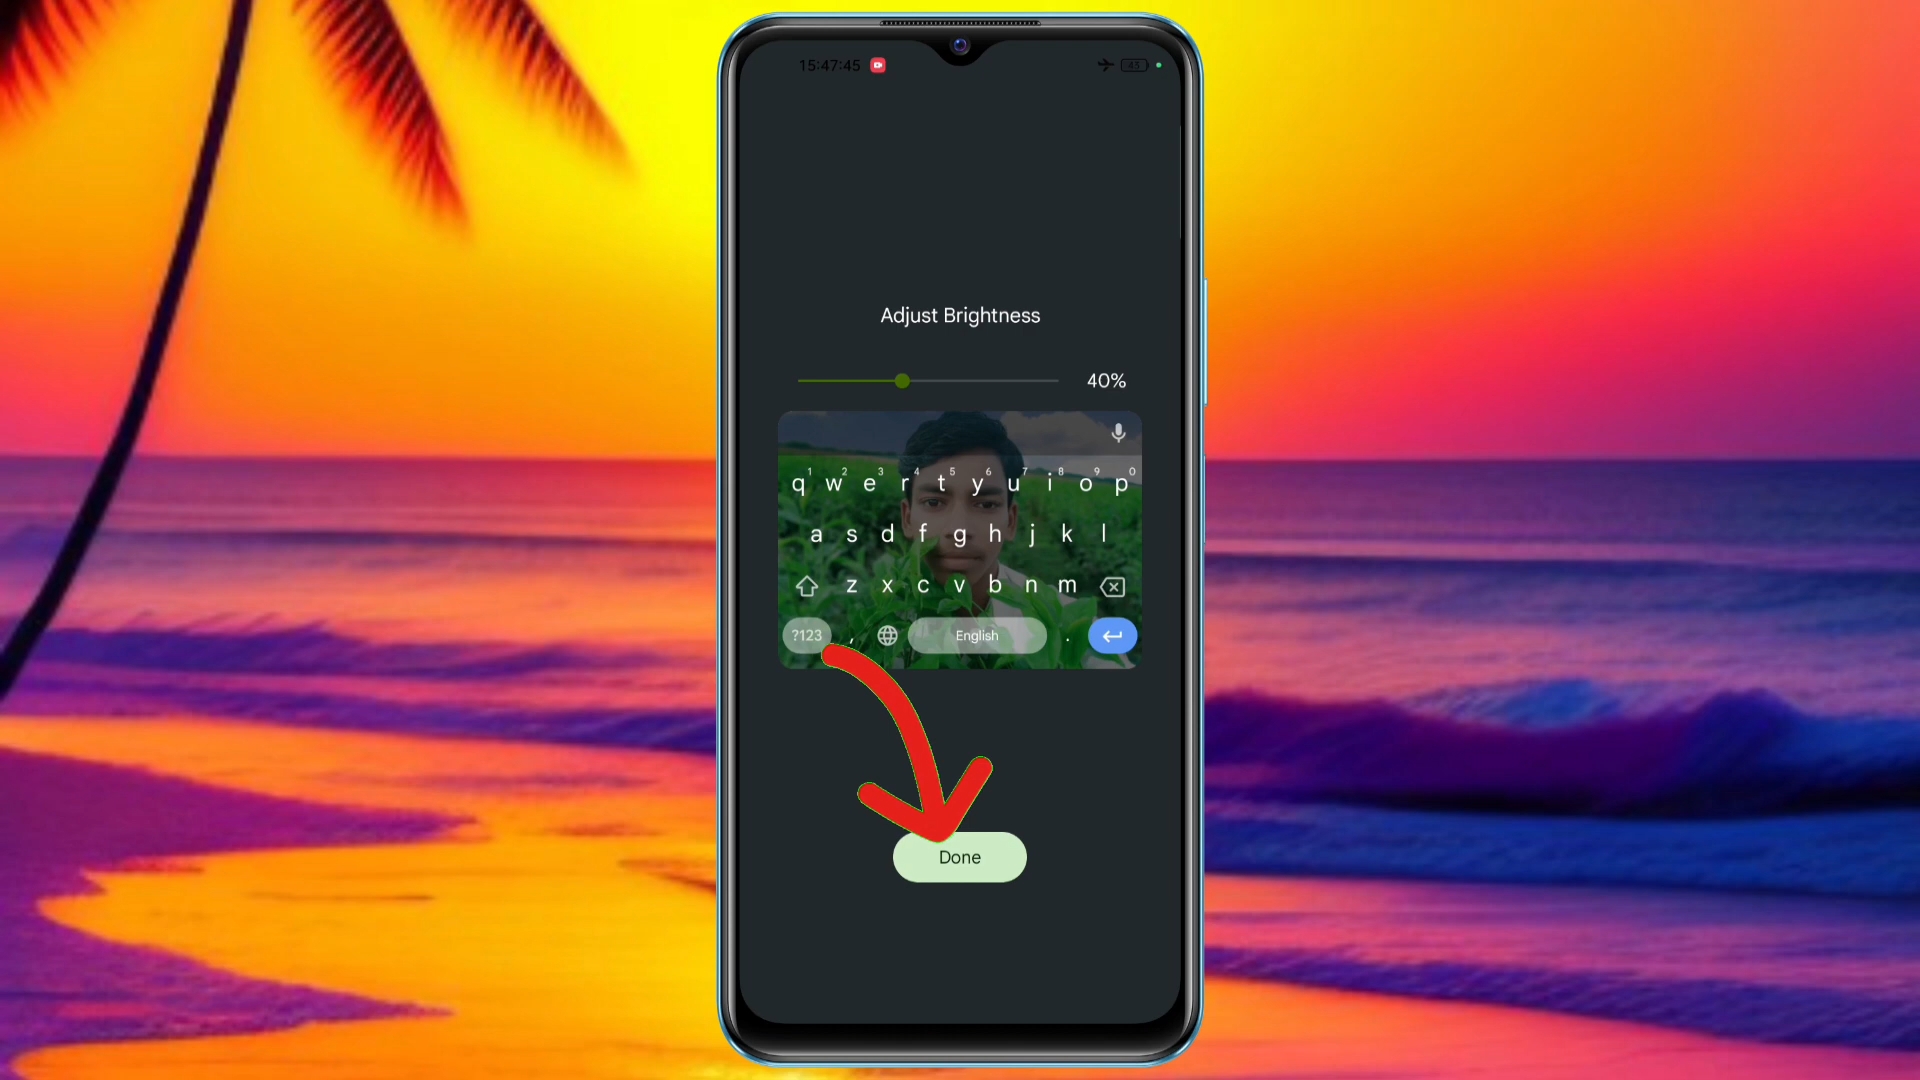 15:47:45
45
Adjust Brightness
40%
1 2 3 4 5 6 7 8 9 0
q w e r t y u i o p
a s d f g h j k l
z x c v b n m
?123 , English .
Done